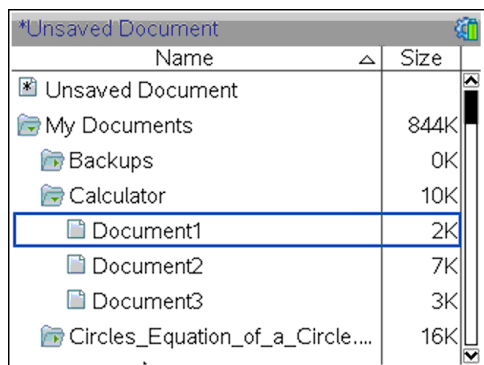 *Unsaved Document
Name Size
Unsaved Document
My Documents 844K
Backups 0K
Calculator 10K
Document1 2K
Document2 7K
Document3 3K
Circles_Equation_of_a_Circle.... 16K